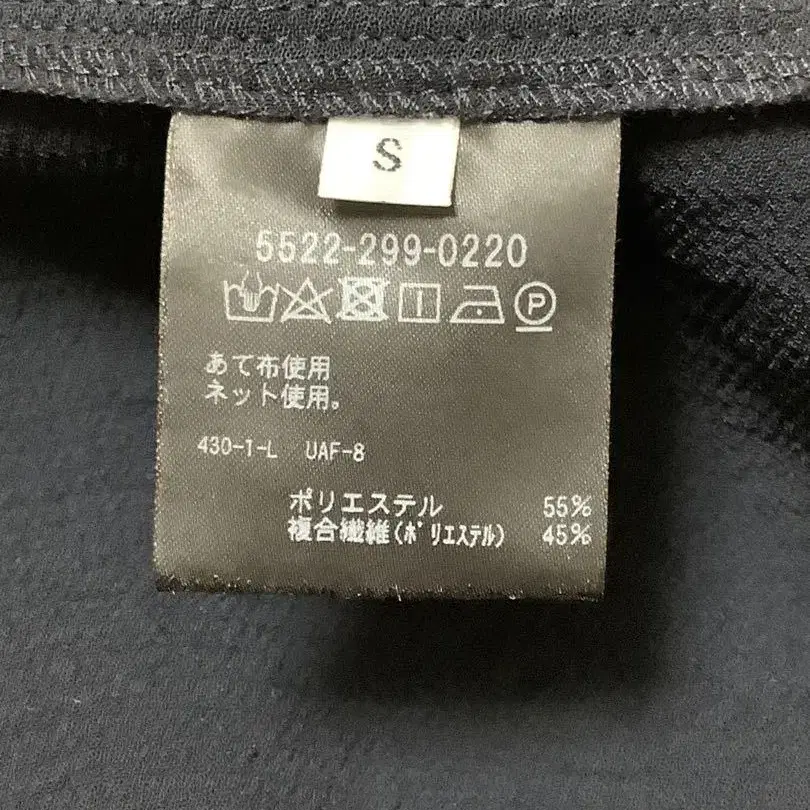 S
5522-299-0220
P
あて布使用
ネット使用。
430-1-L UAF-8
ポリエステル 55%
複合繊維(ポリエステル) 45%